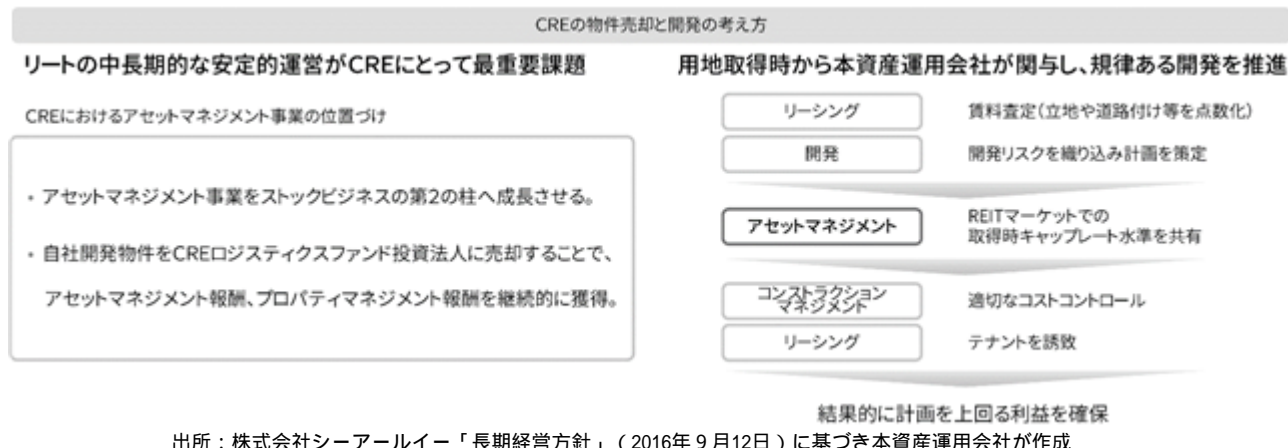 CREの物件売却と開発の考え方
リートの中長期的な安定的運営がCREにとって最重要課題
CREにおけるアセットマネジメント事業の位置づけ
・アセットマネジメント事業をストックビジネスの第2の柱へ成長させる。
・自社開発物件をCREロジスティクスファンド投資法人に売却することで、
アセットマネジメント報酬、プロパティマネジメント報酬を継続的に獲得。
用地取得時から本資産運用会社が関与し、規律ある開発を推進
リーシング
賃料査定(立地や道路付け等を点数化)
開発
開発リスクを織り込み計画を策定
アセットマネジメント
REITマーケットでの
取得時キャップレート水準を共有
コンストラクション
マネジメント
適切なコストコントロール
リーシング
テナントを誘致
結果的に計画を上回る利益を確保
出所：株式会社シーアールイー「長期経営方針」（2016年９月12日）に基づき本資産運用会社が作成